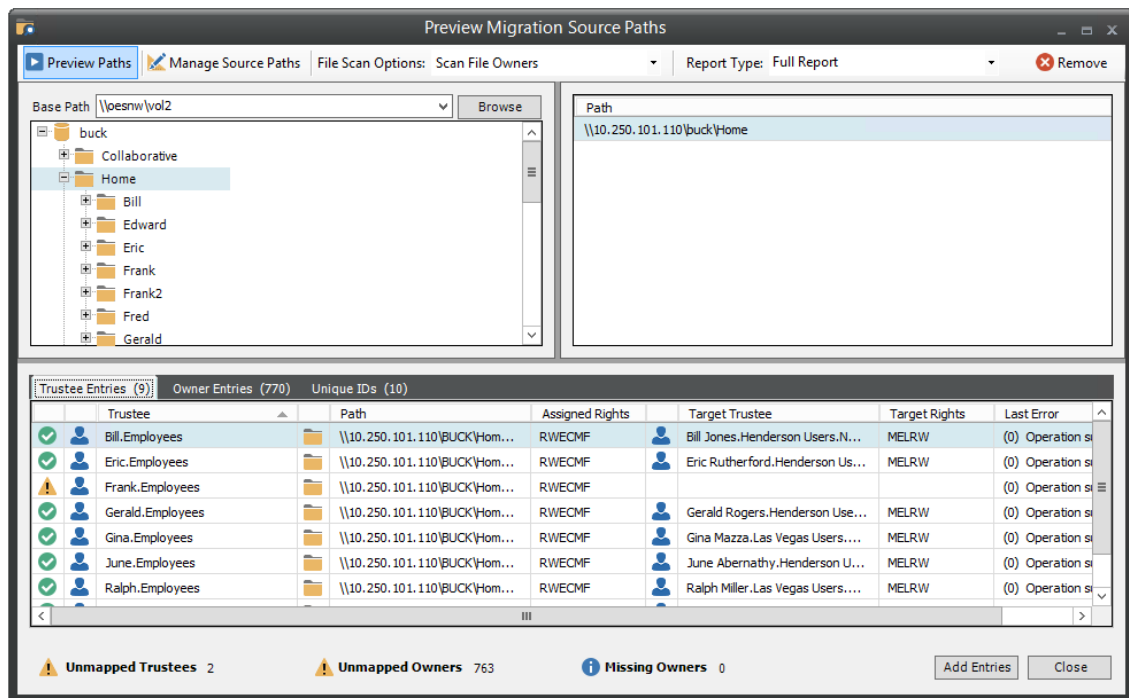 Preview Migration Source Paths
Preview Paths Manage Source Paths File Scan Options: Scan File Owners Report Type: Full Report Remove
Base Path \\oesnw\vol2 Browse
buck
Collaborative
Home
Bill
Edward
Eric
Frank
Frank2
Fred
Gerald
Path
\\10.250.101.110\buck\Home
Trustee Entries (9) Owner Entries (770) Unique IDs (10)
Trustee Path Assigned Rights Target Trustee Target Rights Last Error
Bill.Employees \\10.250.101.110\BUCK\Hom... RWECMF Bill Jones.Henderson Users.N... MELRW (0) Operation su
Eric.Employees \\10.250.101.110\BUCK\Hom... RWECMF Eric Rutherford.Henderson Us... MELRW (0) Operation su
Frank.Employees \\10.250.101.110\BUCK\Hom... RWECMF (0) Operation su
Gerald.Employees \\10.250.101.110\BUCK\Hom... RWECMF Gerald Rogers.Henderson Use... MELRW (0) Operation su
Gina.Employees \\10.250.101.110\BUCK\Hom... RWECMF Gina Mazza.Las Vegas Users.... MELRW (0) Operation su
June.Employees \\10.250.101.110\BUCK\Hom... RWECMF June Abernathy.Henderson U... MELRW (0) Operation su
Ralph.Employees \\10.250.101.110\BUCK\Hom... RWECMF Ralph Miller.Las Vegas Users.... MELRW (0) Operation su
Unmapped Trustees 2 Unmapped Owners 763 Missing Owners 0 Add Entries Close